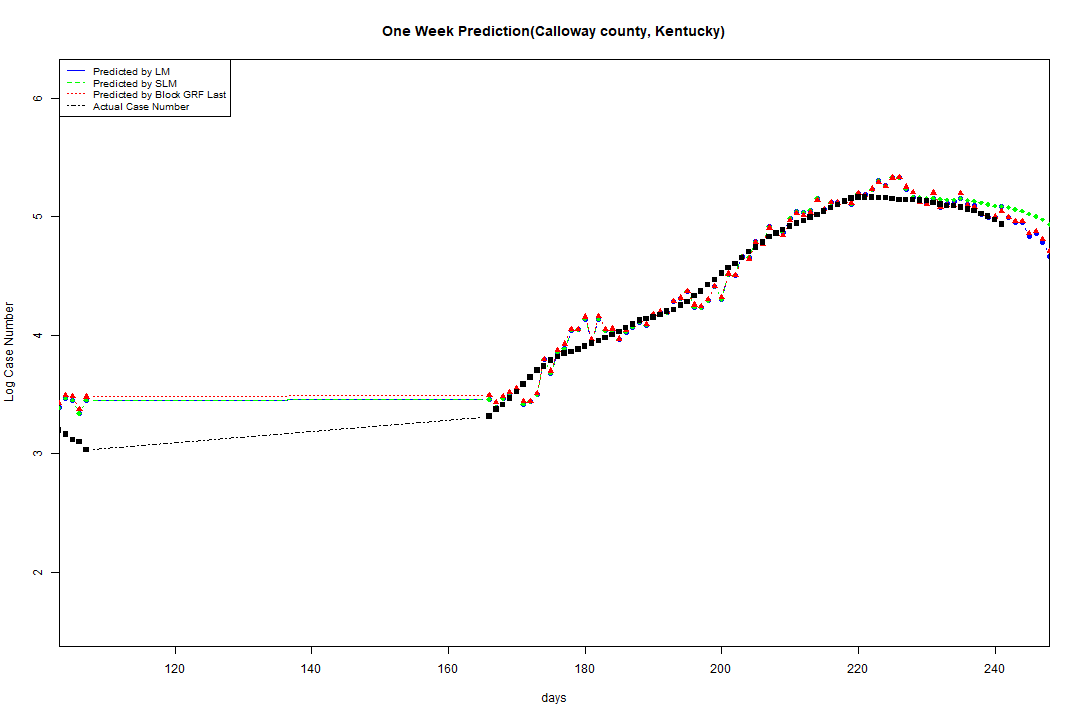 One Week Prediction(Calloway county, Kentucky)
Predicted by LM
Predicted by SLM
Predicted by Block GRF Last
Actual Case Number
6
5
4
3
2
Log Case Number
120 140 160 180 200 220 240
days